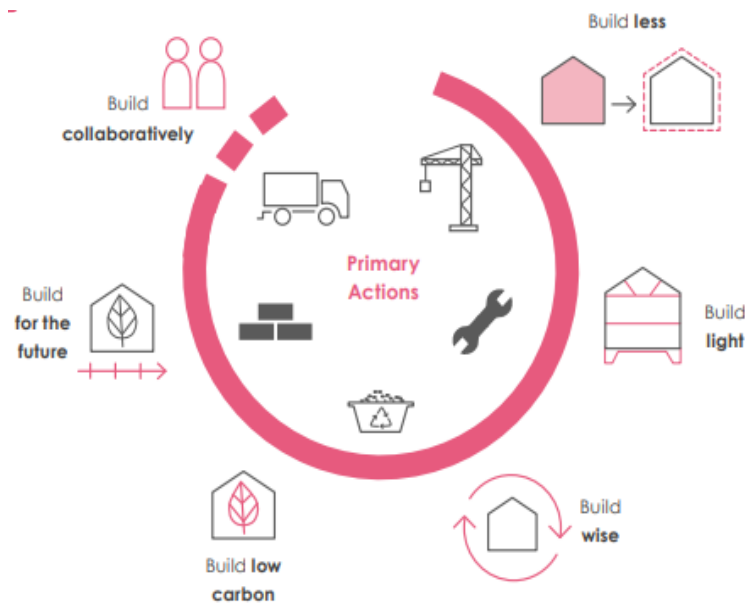 Build less
Build
collaboratively
Primary
Actions
Build
for the
future
Build
light
Build
wise
Build low
carbon